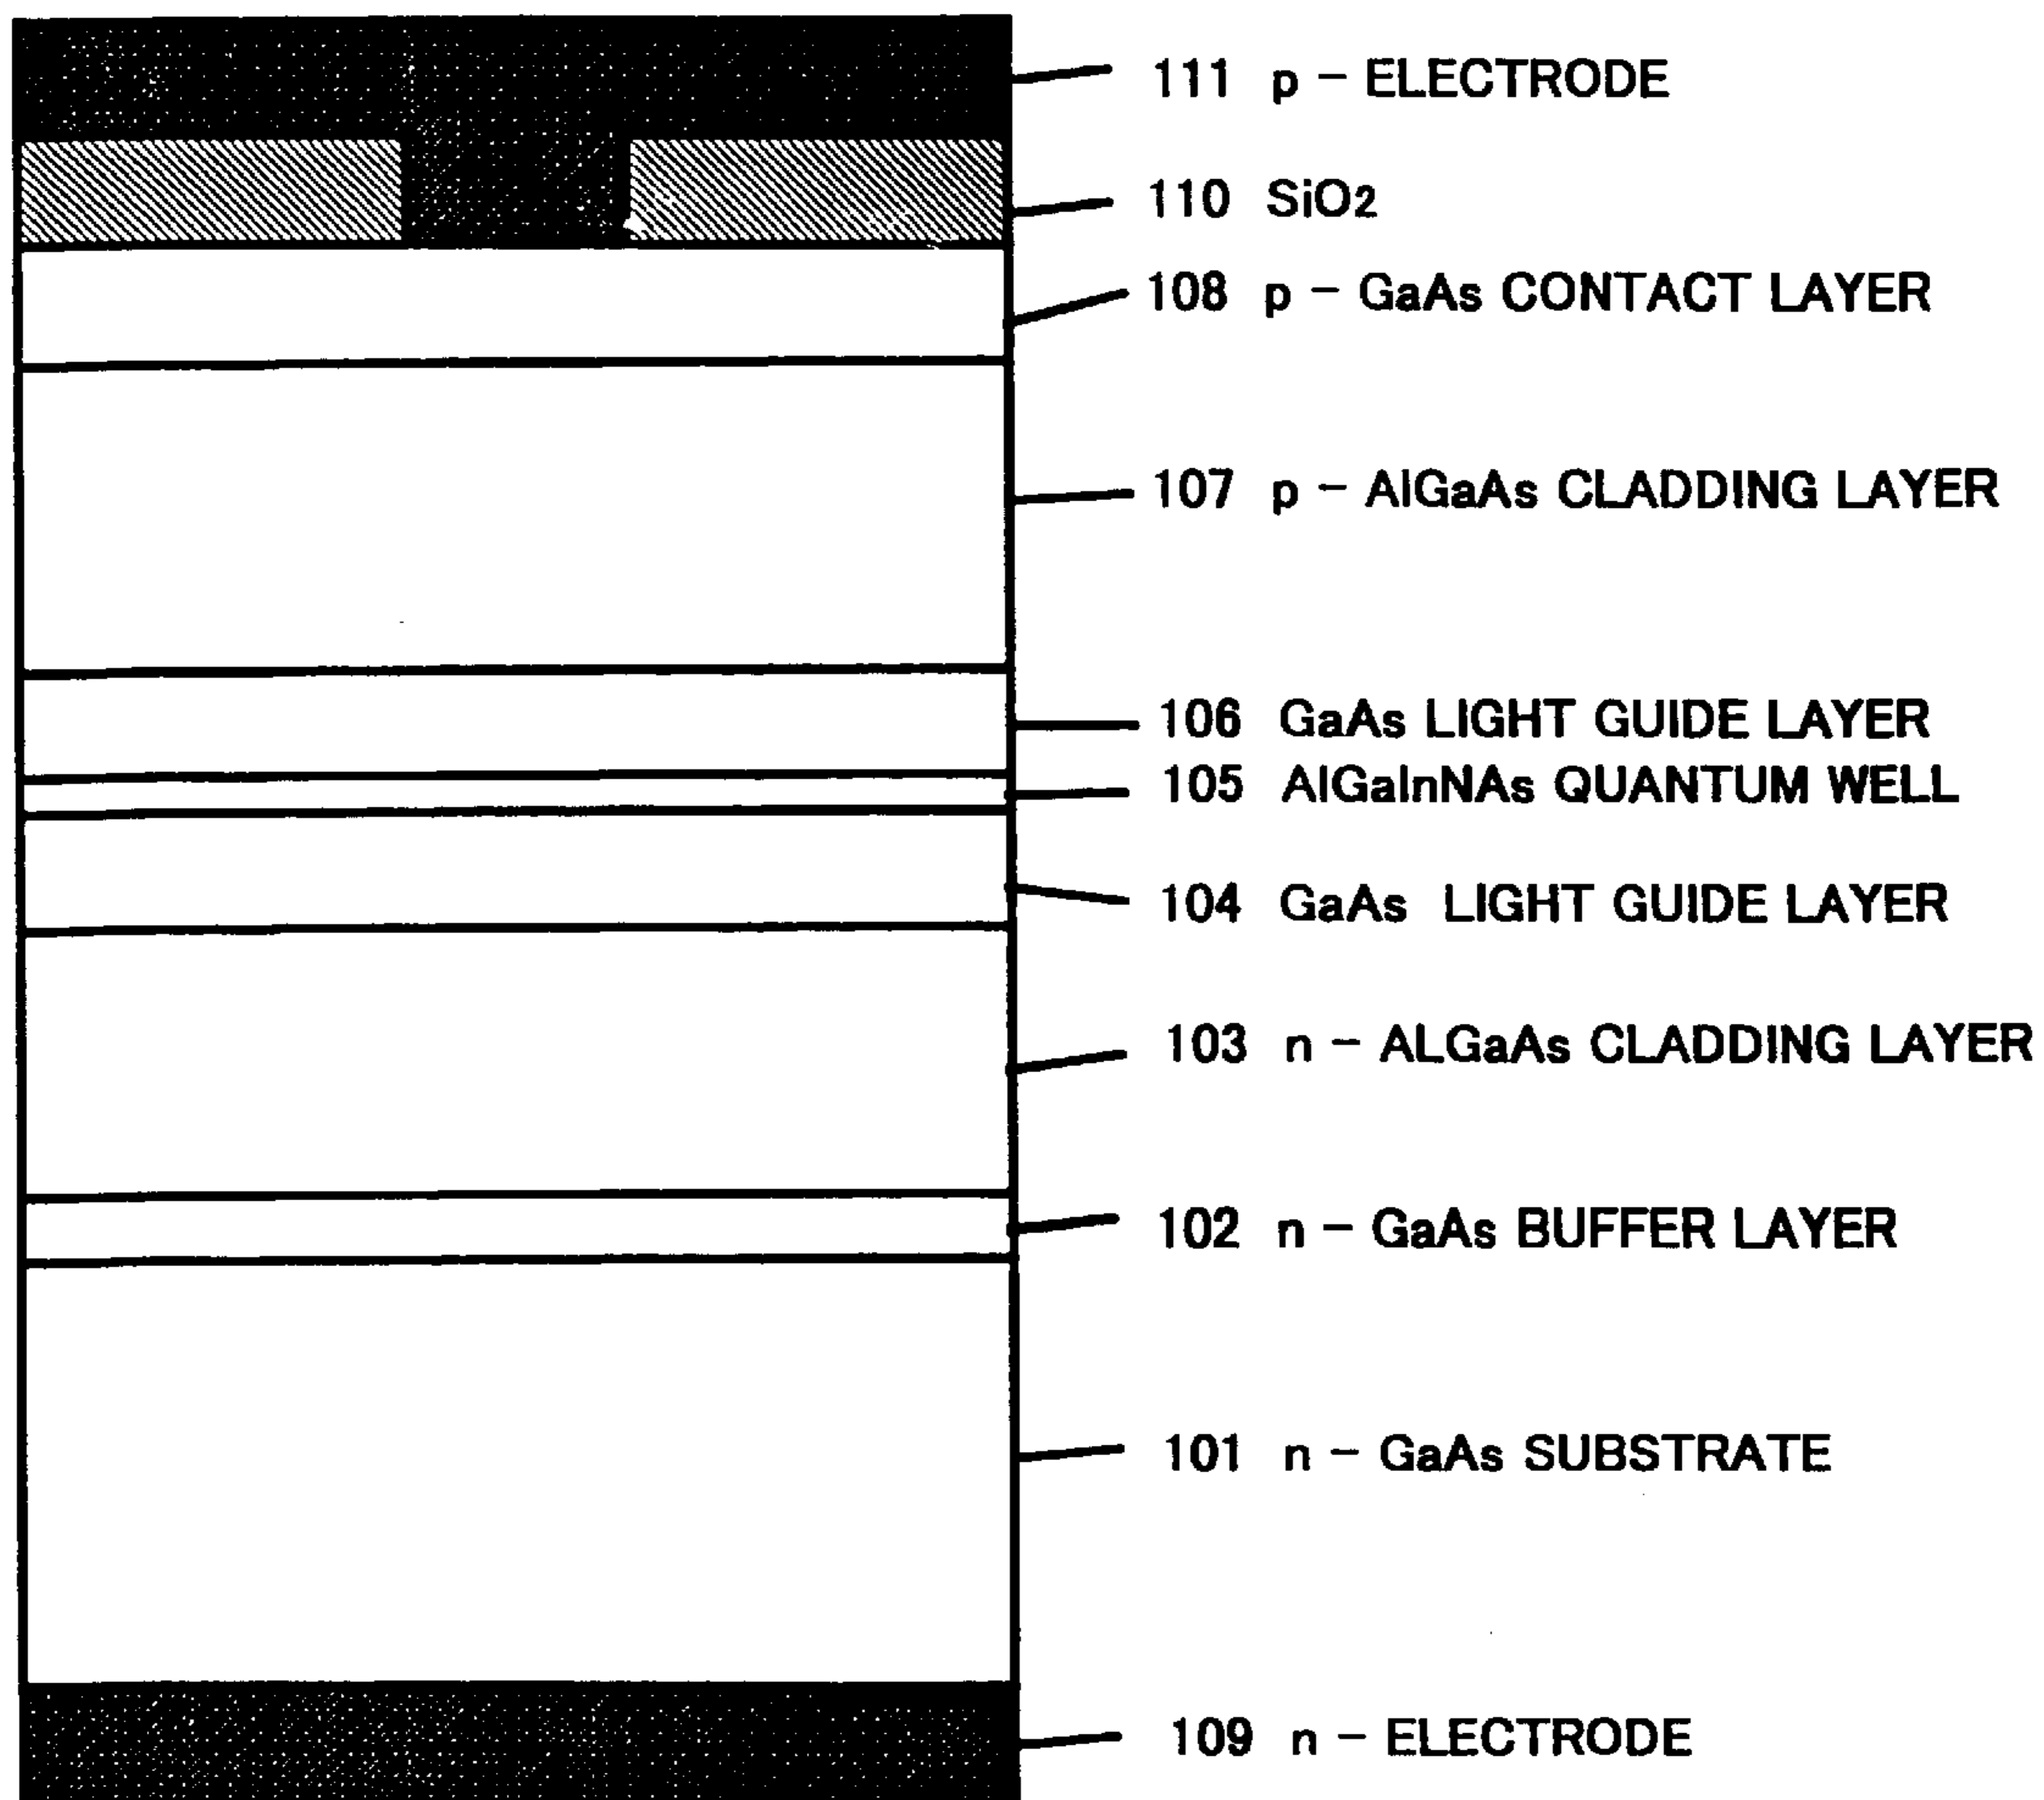 111 p - ELECTRODE
110 SiO2
108 p - GaAs CONTACT LAYER
107 p - AlGaAs CLADDING LAYER
106 GaAs LIGHT GUIDE LAYER
105 AlGaInNAs QUANTUM WELL
104 GaAs LIGHT GUIDE LAYER
103 n - ALGaAs CLADDING LAYER
102 n - GaAs BUFFER LAYER
101 n - GaAs SUBSTRATE
109 n - ELECTRODE